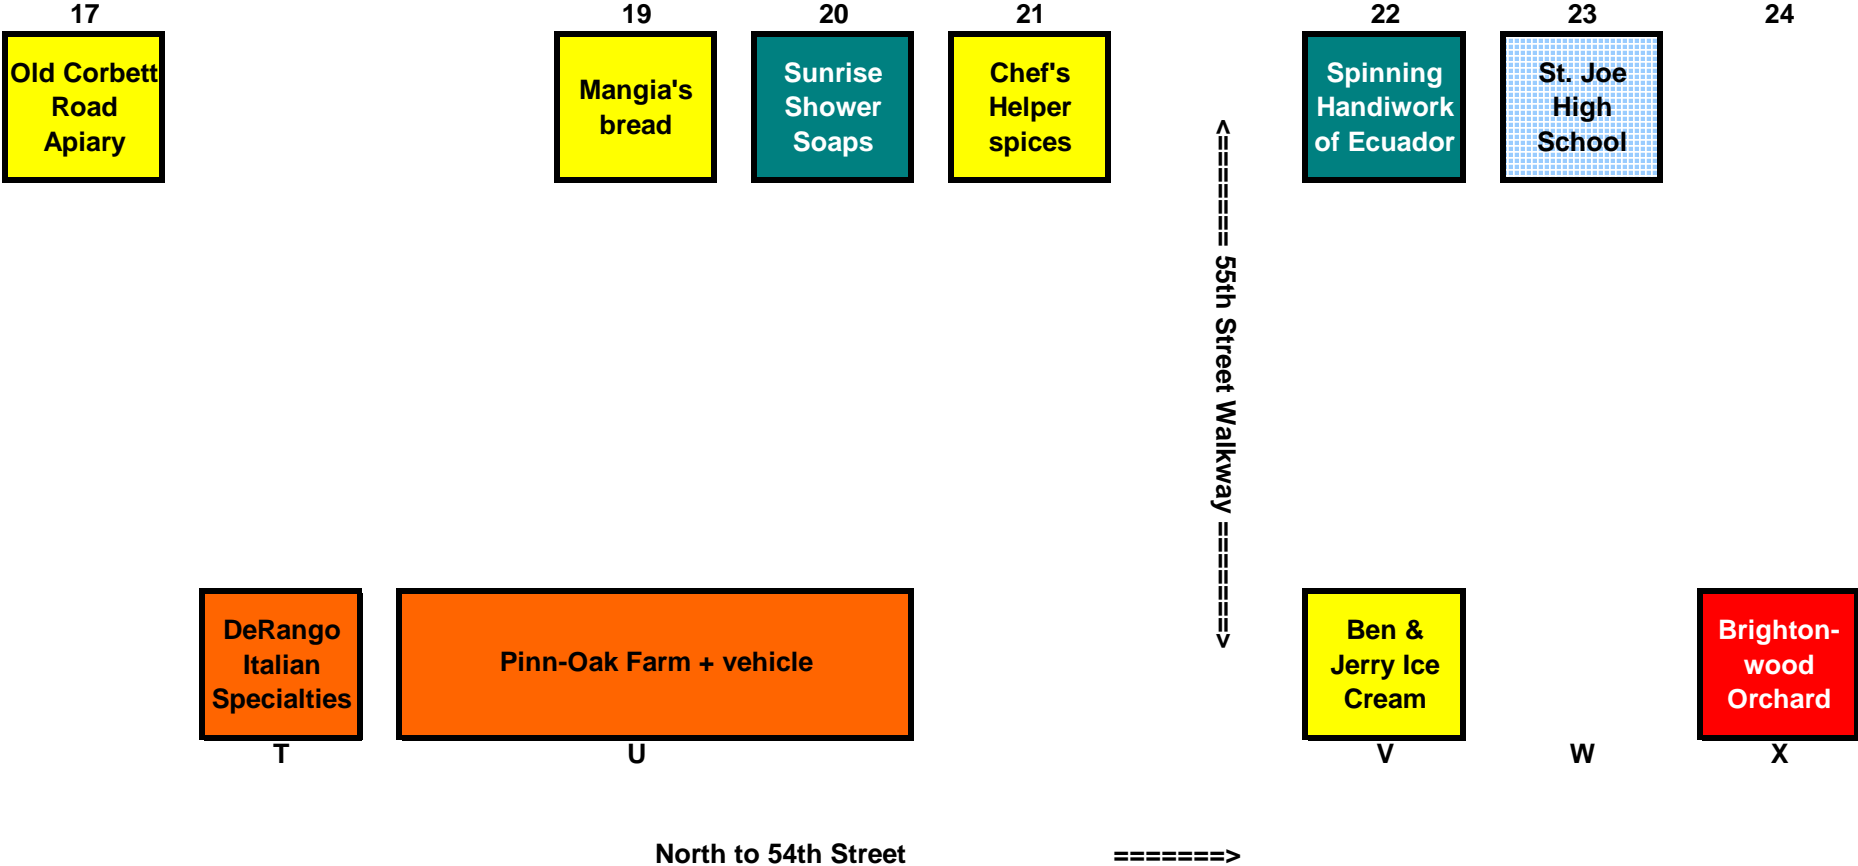 17 19 20 21 22 23 24
Old Corbett
Road
Apiary
Mangia's
bread
Sunrise
Shower
Soaps
Chef's
Helper
spices
Spinning
Handiwork
of Ecuador
St. Joe
High
School
<======== 55th Street Walkway ========>
DeRango
Italian
Specialties
Pinn-Oak Farm + vehicle
Ben &
Jerry Ice
Cream
Brighton-
wood
Orchard
T U V W X
North to 54th Street =======>